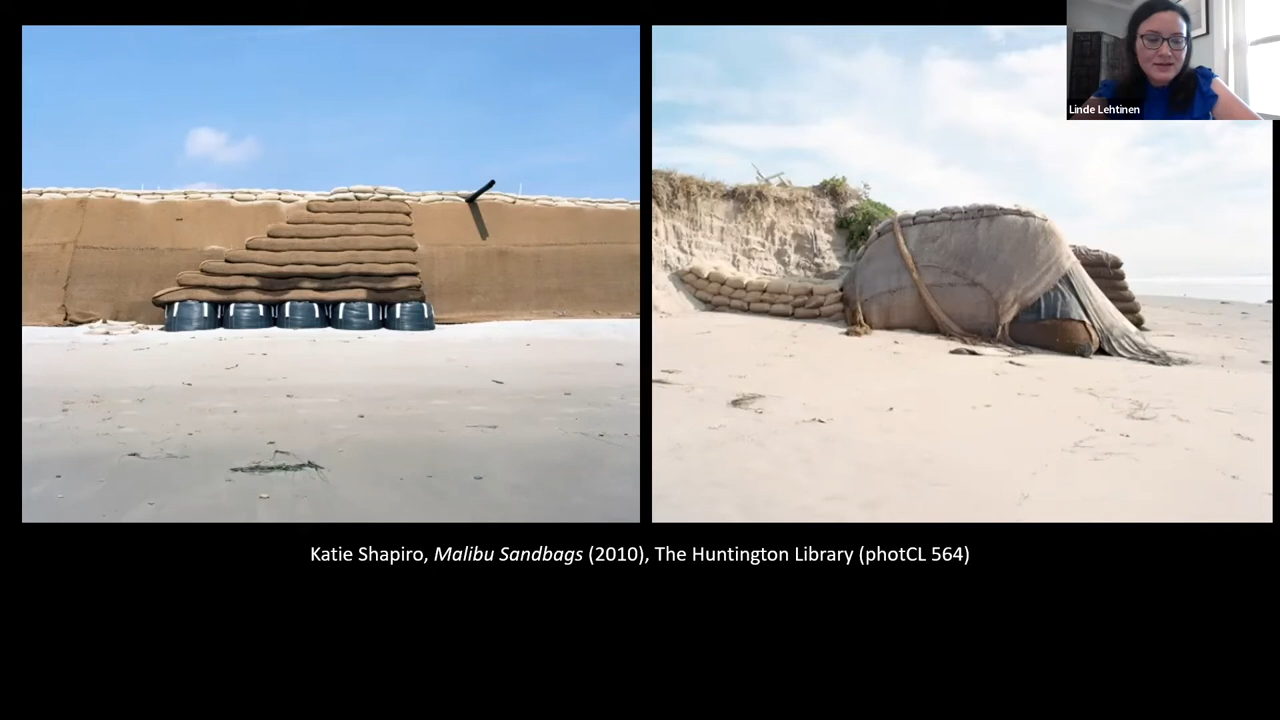 Linde Lehtinen
Katie Shapiro, Malibu Sandbags (2010), The Huntington Library (photCL 564)